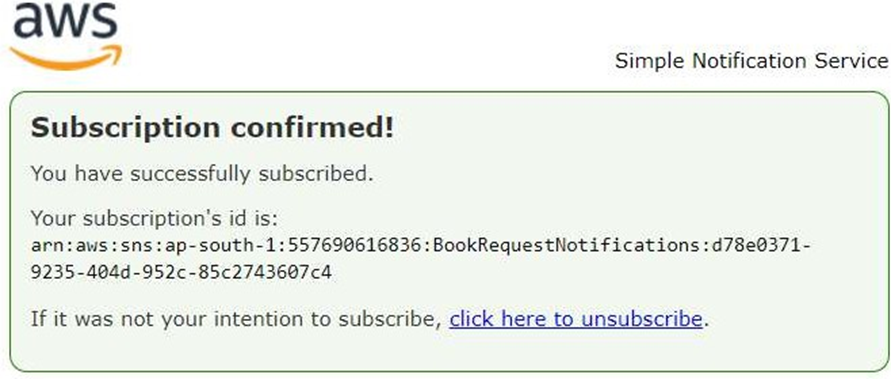 aws
Simple Notification Service
Subscription confirmed!
You have successfully subscribed.
Your subscription's id is:
arn:aws:sns:ap-south-1:557690616836:BookRequestNotifications:d78e0371-
9235-404d-952c-85c2743607c4
If it was not your intention to subscribe, click here to unsubscribe.